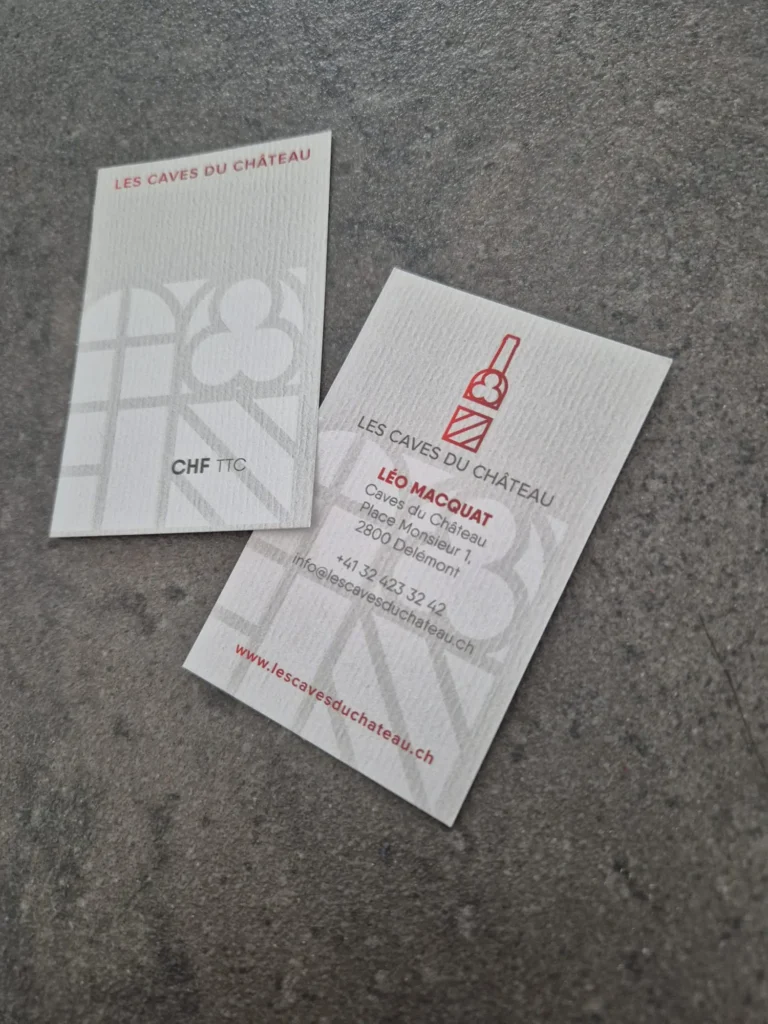 LES CAVES DU CHÂTEAU
CHF TTC
LES CAVES DU CHÂTEAU
LÉO MACQUAT
Caves du Château
Place Monsieur 1,
2800 Delémont
+41 32 423 32 42
info@lescavesduchateau.ch
www.lescavesduchateau.ch